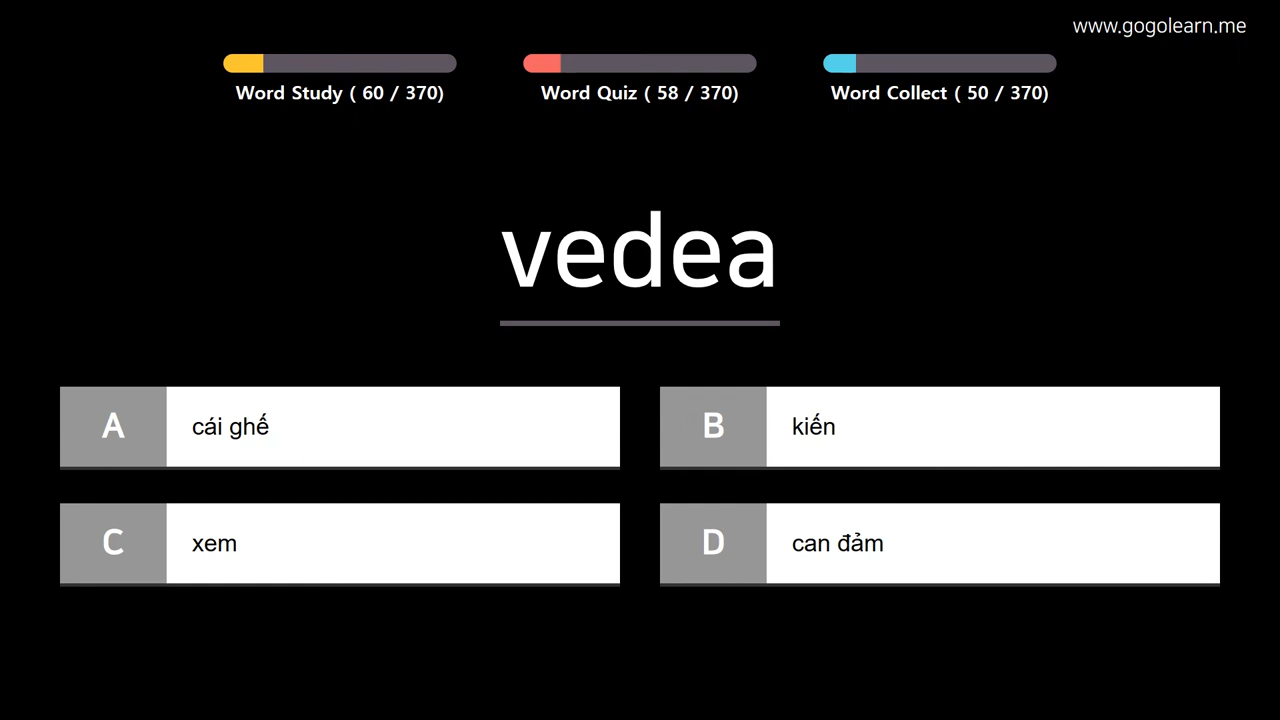 www.gogolearn.me
Word Study ( 60 / 370)
Word Quiz ( 58 / 370)
Word Collect ( 50 / 370)
vedea
A cái ghế
B kiến
C xem
D can đảm